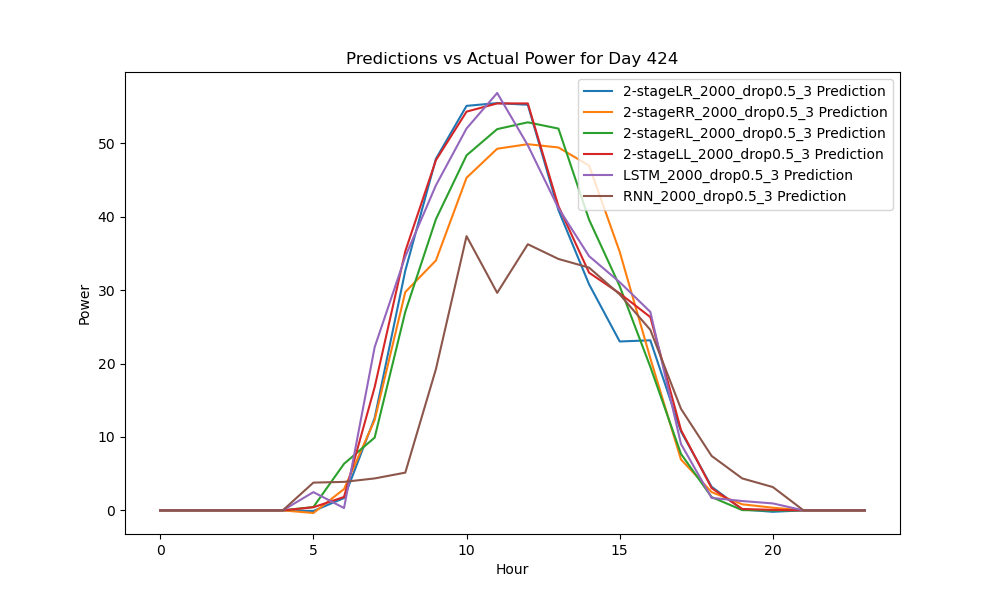 Predictions vs Actual Power for Day 424
2-stageLR_2000_drop0.5_3 Prediction
2-stageRR_2000_drop0.5_3 Prediction
2-stageRL_2000_drop0.5_3 Prediction
2-stageLL_2000_drop0.5_3 Prediction
LSTM_2000_drop0.5_3 Prediction
RNN_2000_drop0.5_3 Prediction
Power
50
40
30
20
10
0
0 5 10 15 20
Hour